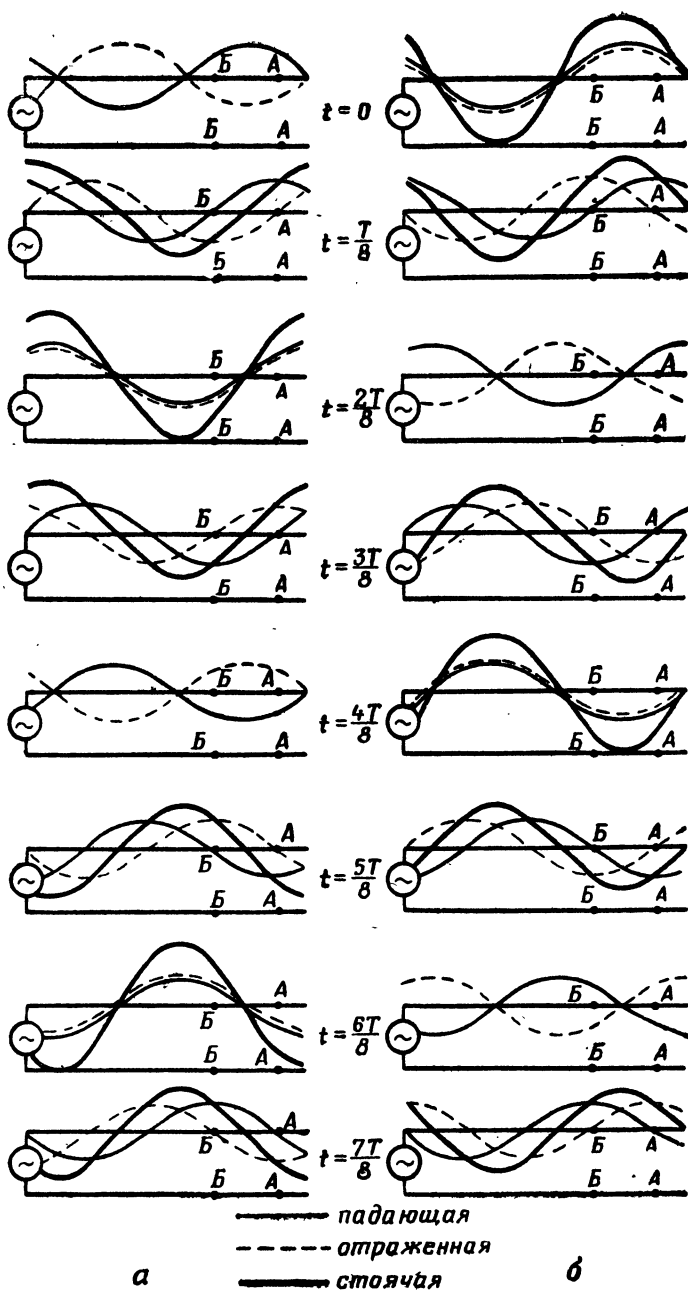 Б А Б А
t=0
Б А Б А
Б А Б А
t=T/8
Б А Б А
Б А Б А
t=2T/8
Б А Б А
Б А Б А
t=3T/8
Б А Б А
Б А Б А
t=4T/8
Б А Б А
Б А Б А
t=5T/8
Б А Б А
Б А Б А
t=6T/8
Б А Б А
Б А Б А
t=7T/8
Б А Б А
падающая
отраженная
а стоячая б